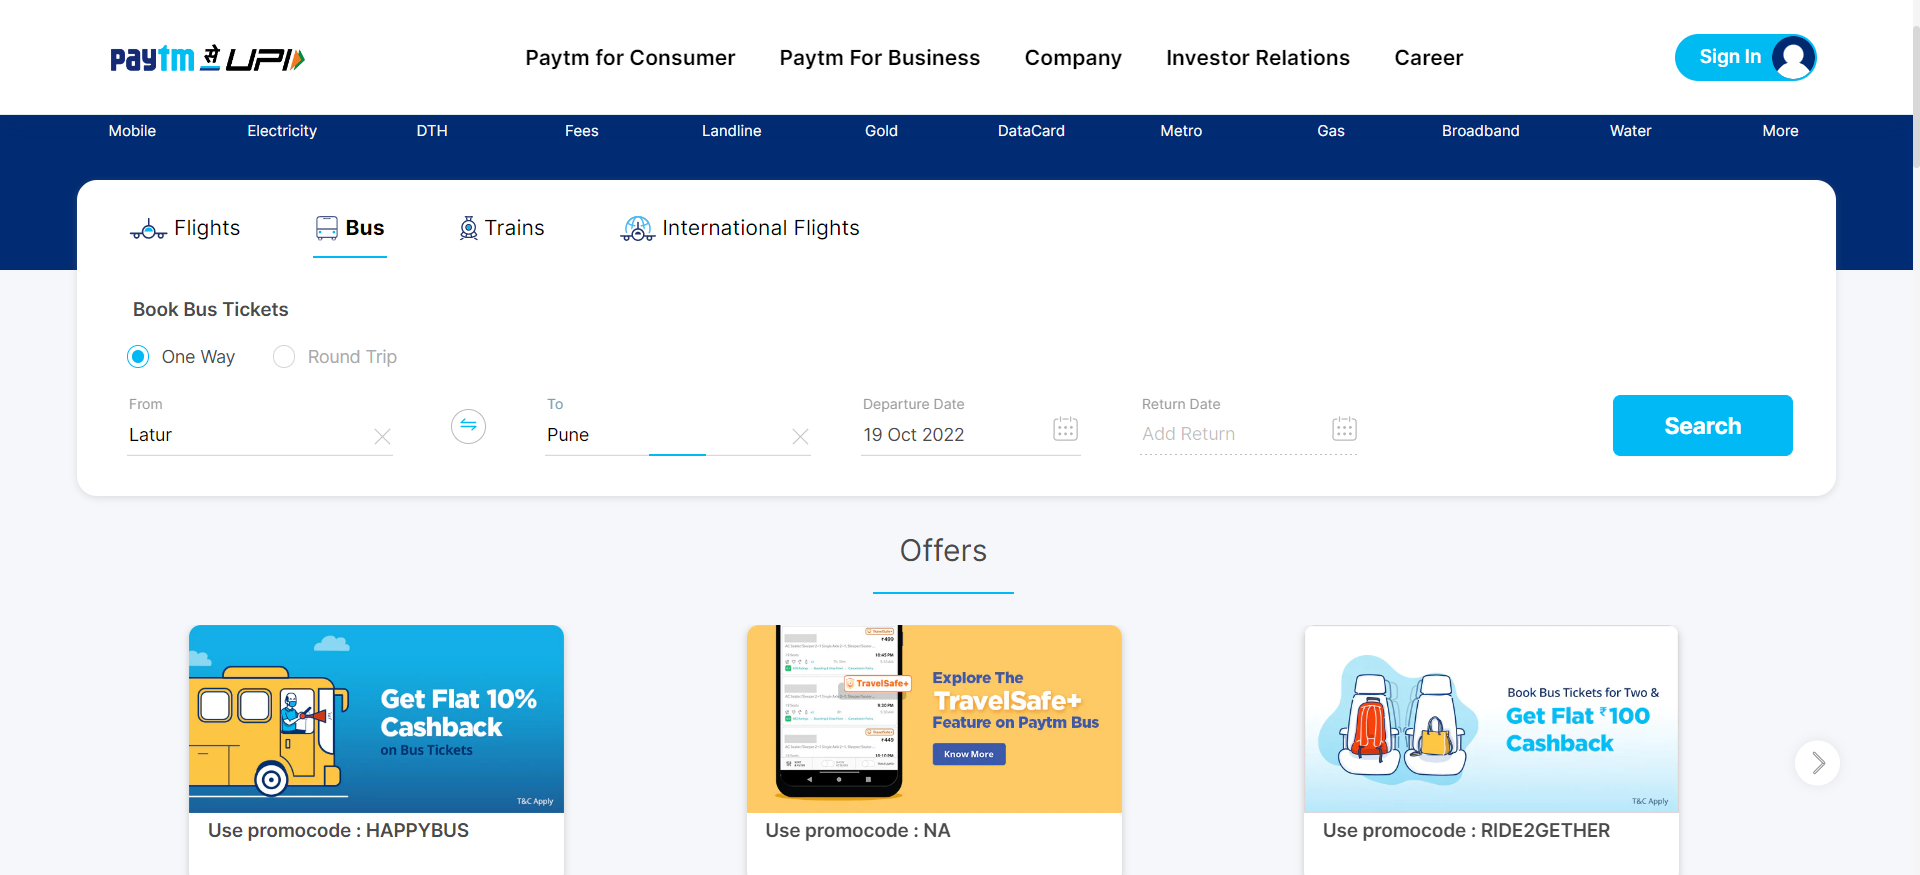 paytm से UPI
Paytm for Consumer
Paytm For Business
Company
Investor Relations
Career
Sign In
Mobile
Electricity
DTH
Fees
Landline
Gold
DataCard
Metro
Gas
Broadband
Water
More
Flights
Bus
Trains
International Flights
Book Bus Tickets
One Way
Round Trip
From
To
Departure Date
Return Date
Latur
Pune
19 Oct 2022
Add Return
Search
Offers
Get Flat 10%
Cashback
on Bus Tickets
T&C Apply
Use promocode : HAPPYBUS
TravelSafe+
Explore The
TravelSafe+
Feature on Paytm Bus
Know More
Use promocode : NA
Book Bus Tickets for Two &
Get Flat ₹100
Cashback
T&C Apply
Use promocode : RIDE2GETHER